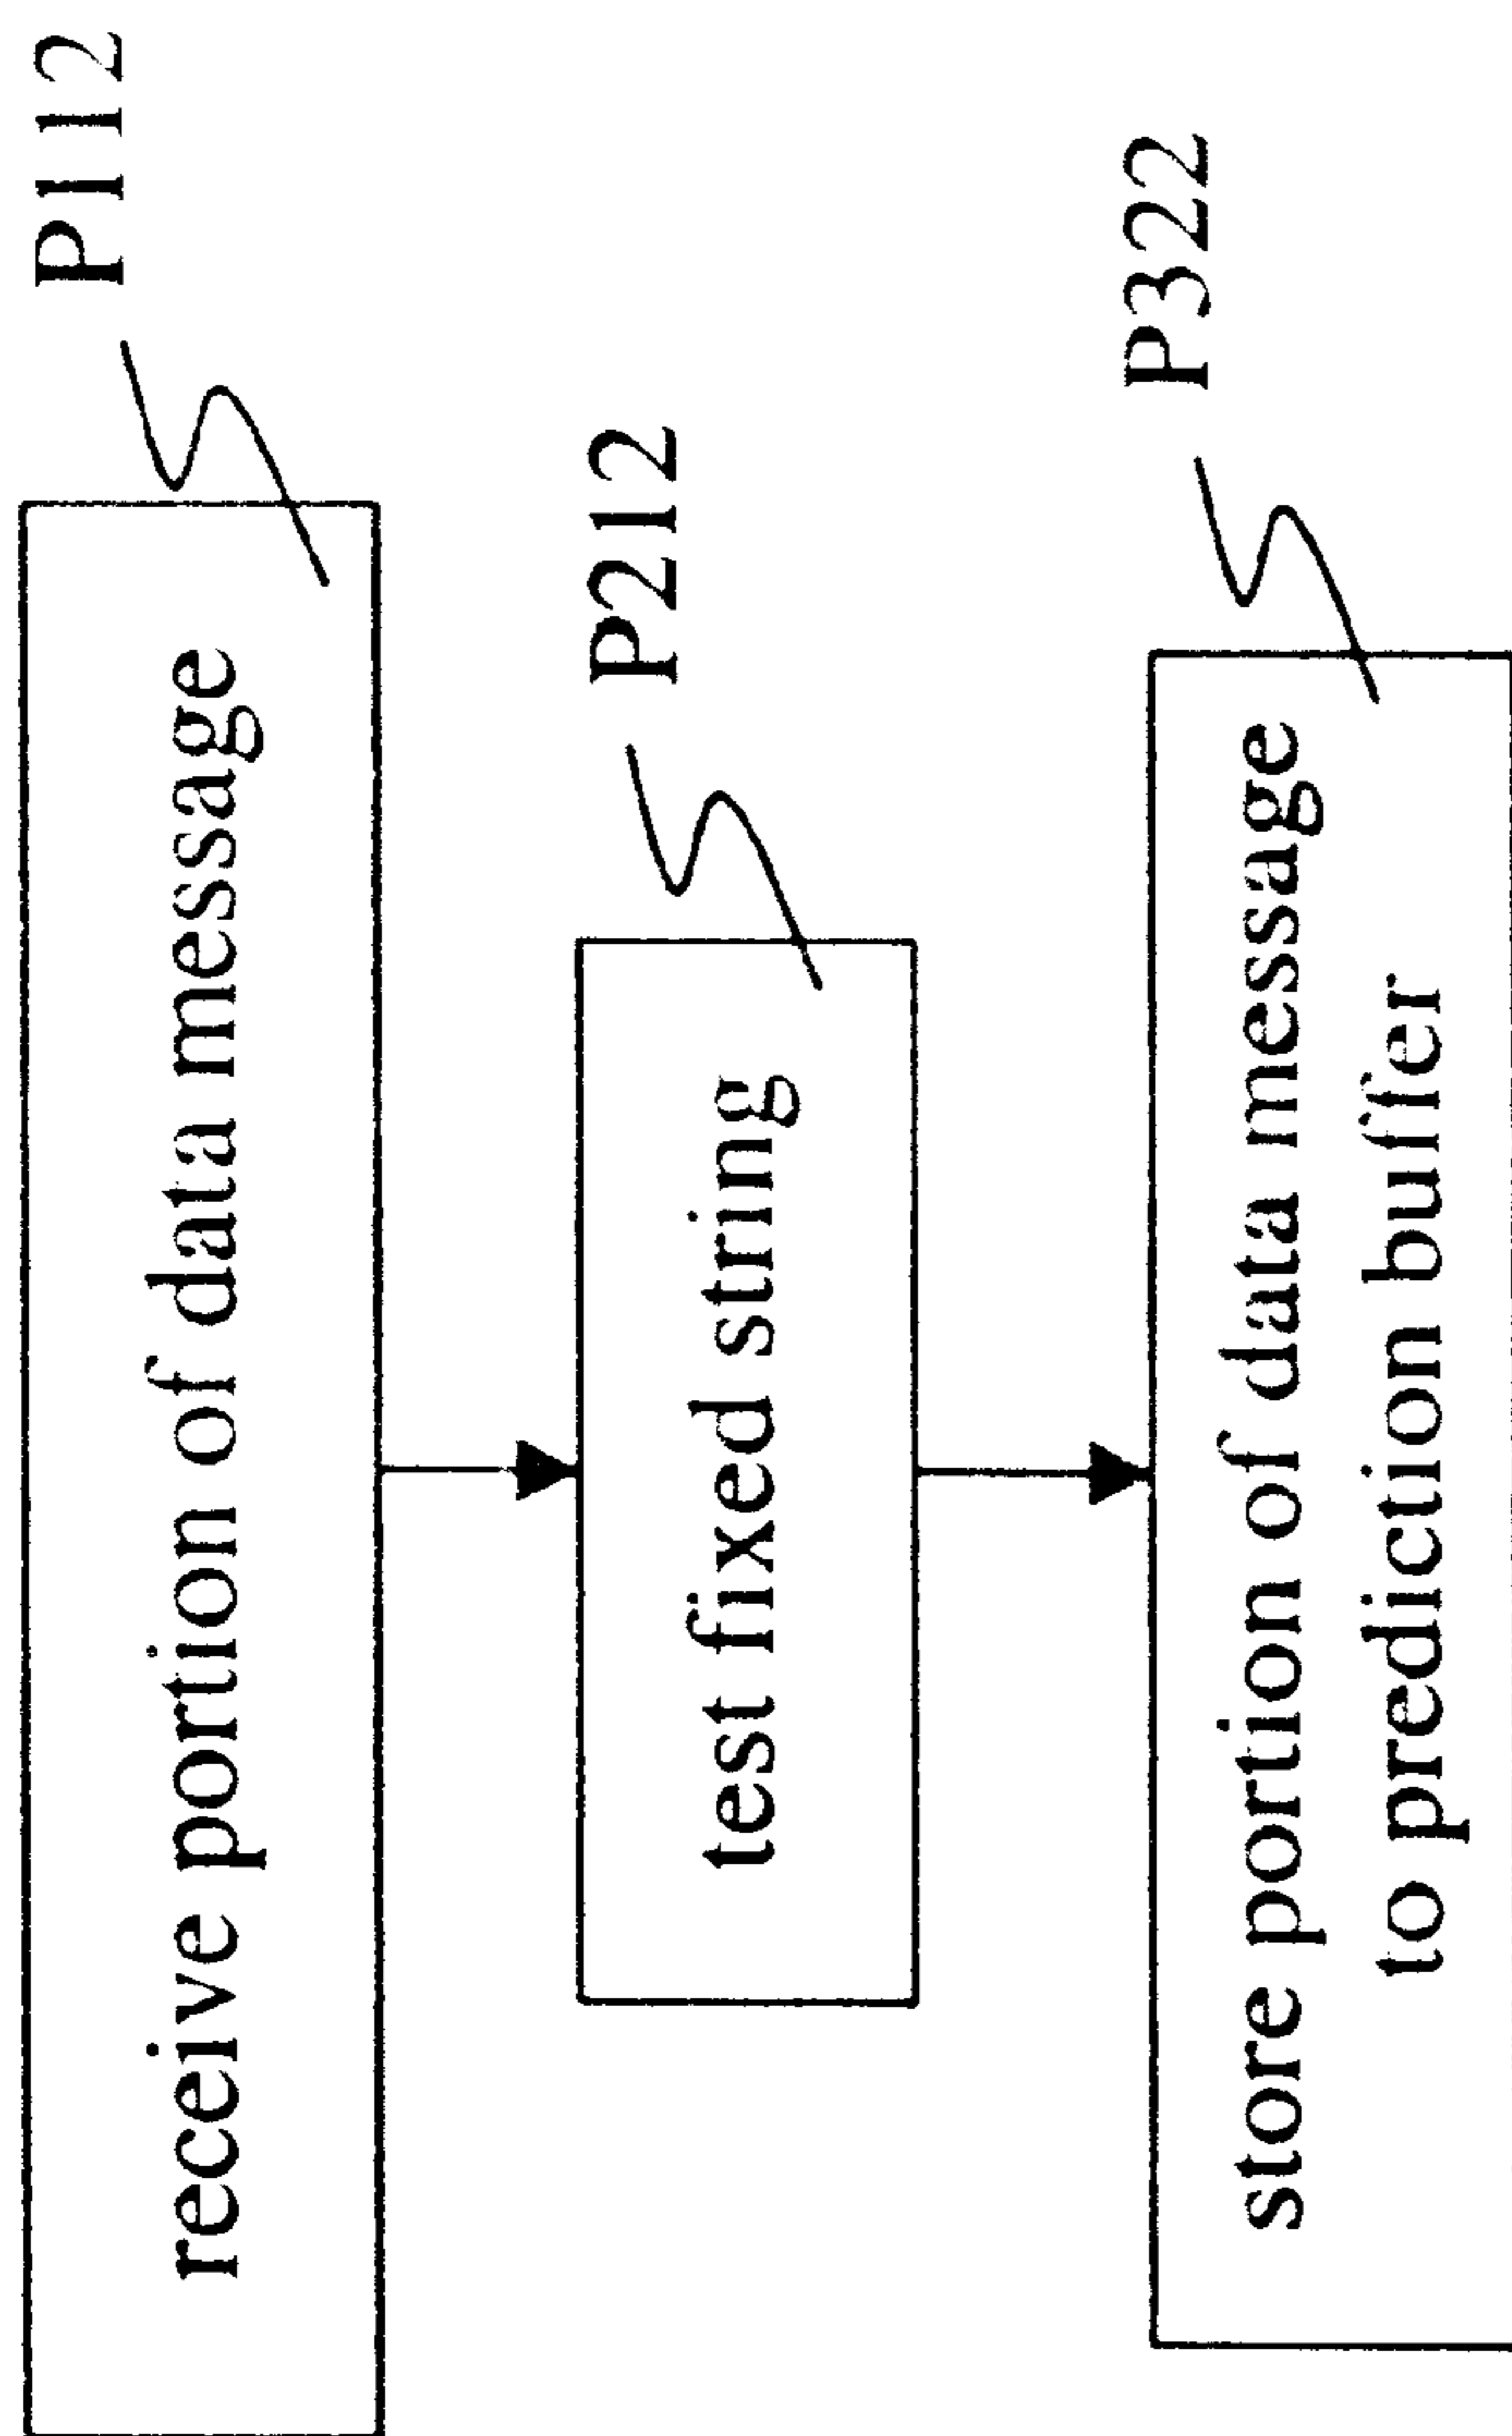 P112
receive portion of data message
P212
test fixed string
P322
store portion of data message
to prediction buffer